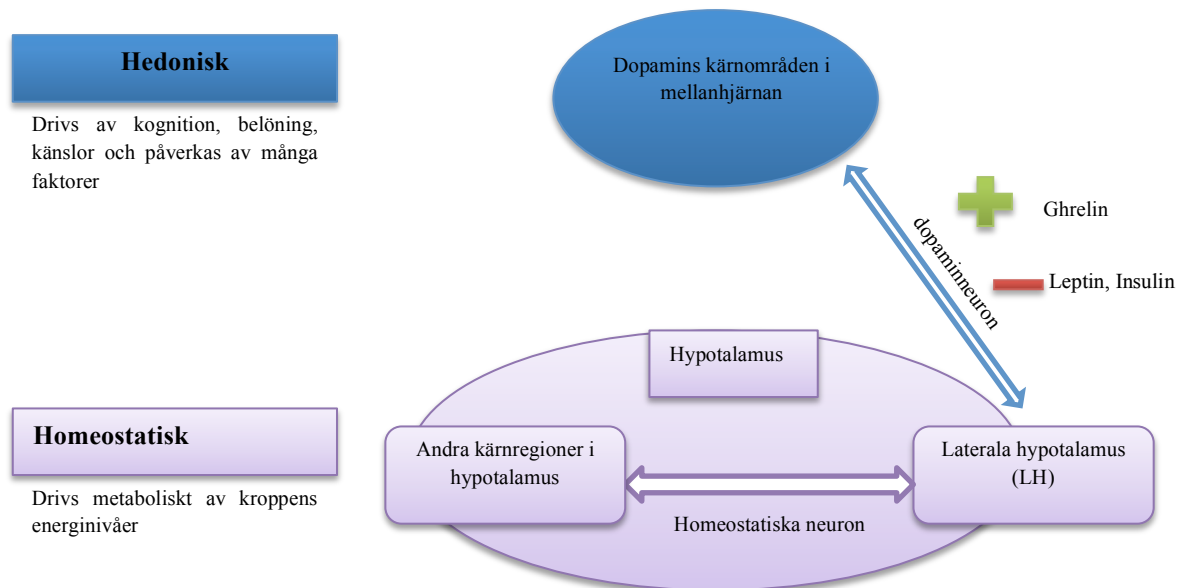 Hedonisk
Drivs av kognition, belöning,
känslor och påverkas av många
faktorer
Dopamins kärnområden i
mellanhjärnan
Ghrelin
Leptin, Insulin
dopaminneuron
Hypotalamus
Homeostatisk
Drivs metaboliskt av kroppens
energinivåer
Andra kärnregioner i
hypotalamus
Laterala hypotalamus
(LH)
Homeostatiska neuron